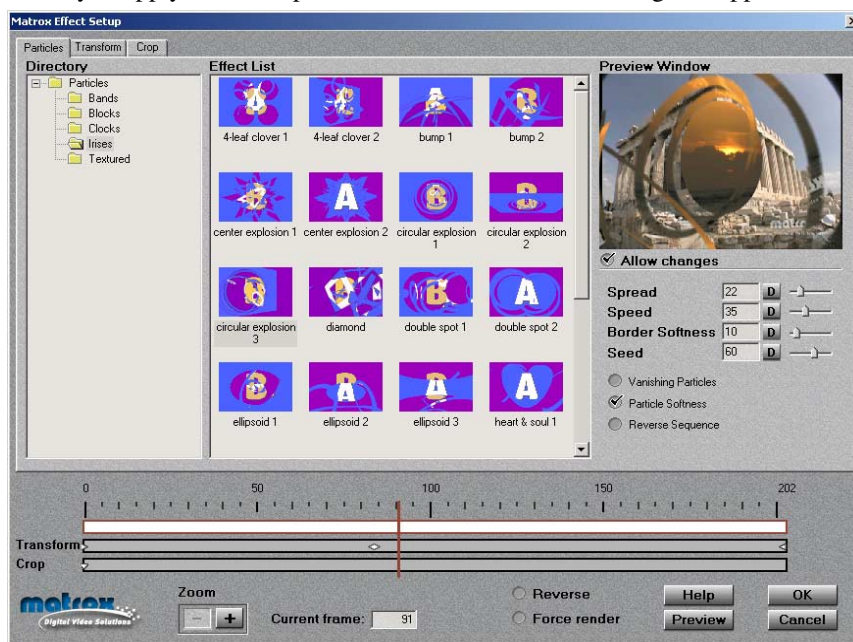 Matrox Effect Setup
Particles Transform Crop
Directory
Particles
Bands
Blocks
Clocks
Irises
Textured
Effect List
4-leaf clover 1 4-leaf clover 2 bump 1 bump 2
center explosion 1 center explosion 2 circular explosion 1 circular explosion 2
circular explosion 3 diamond double spot 1 double spot 2
ellipsoid 1 ellipsoid 2 ellipsoid 3 heart & soul 1
Preview Window
matrox
Allow changes
Spread 22 D
Speed 35 D
Border Softness 10 D
Seed 60 D
Vanishing Particles
Particle Softness
Reverse Sequence
0 50 100 150 202
Transform
Crop
matrox
Digital Video Solutions
Zoom
- +
Current frame: 91
Reverse
Force render
Help OK
Preview Cancel